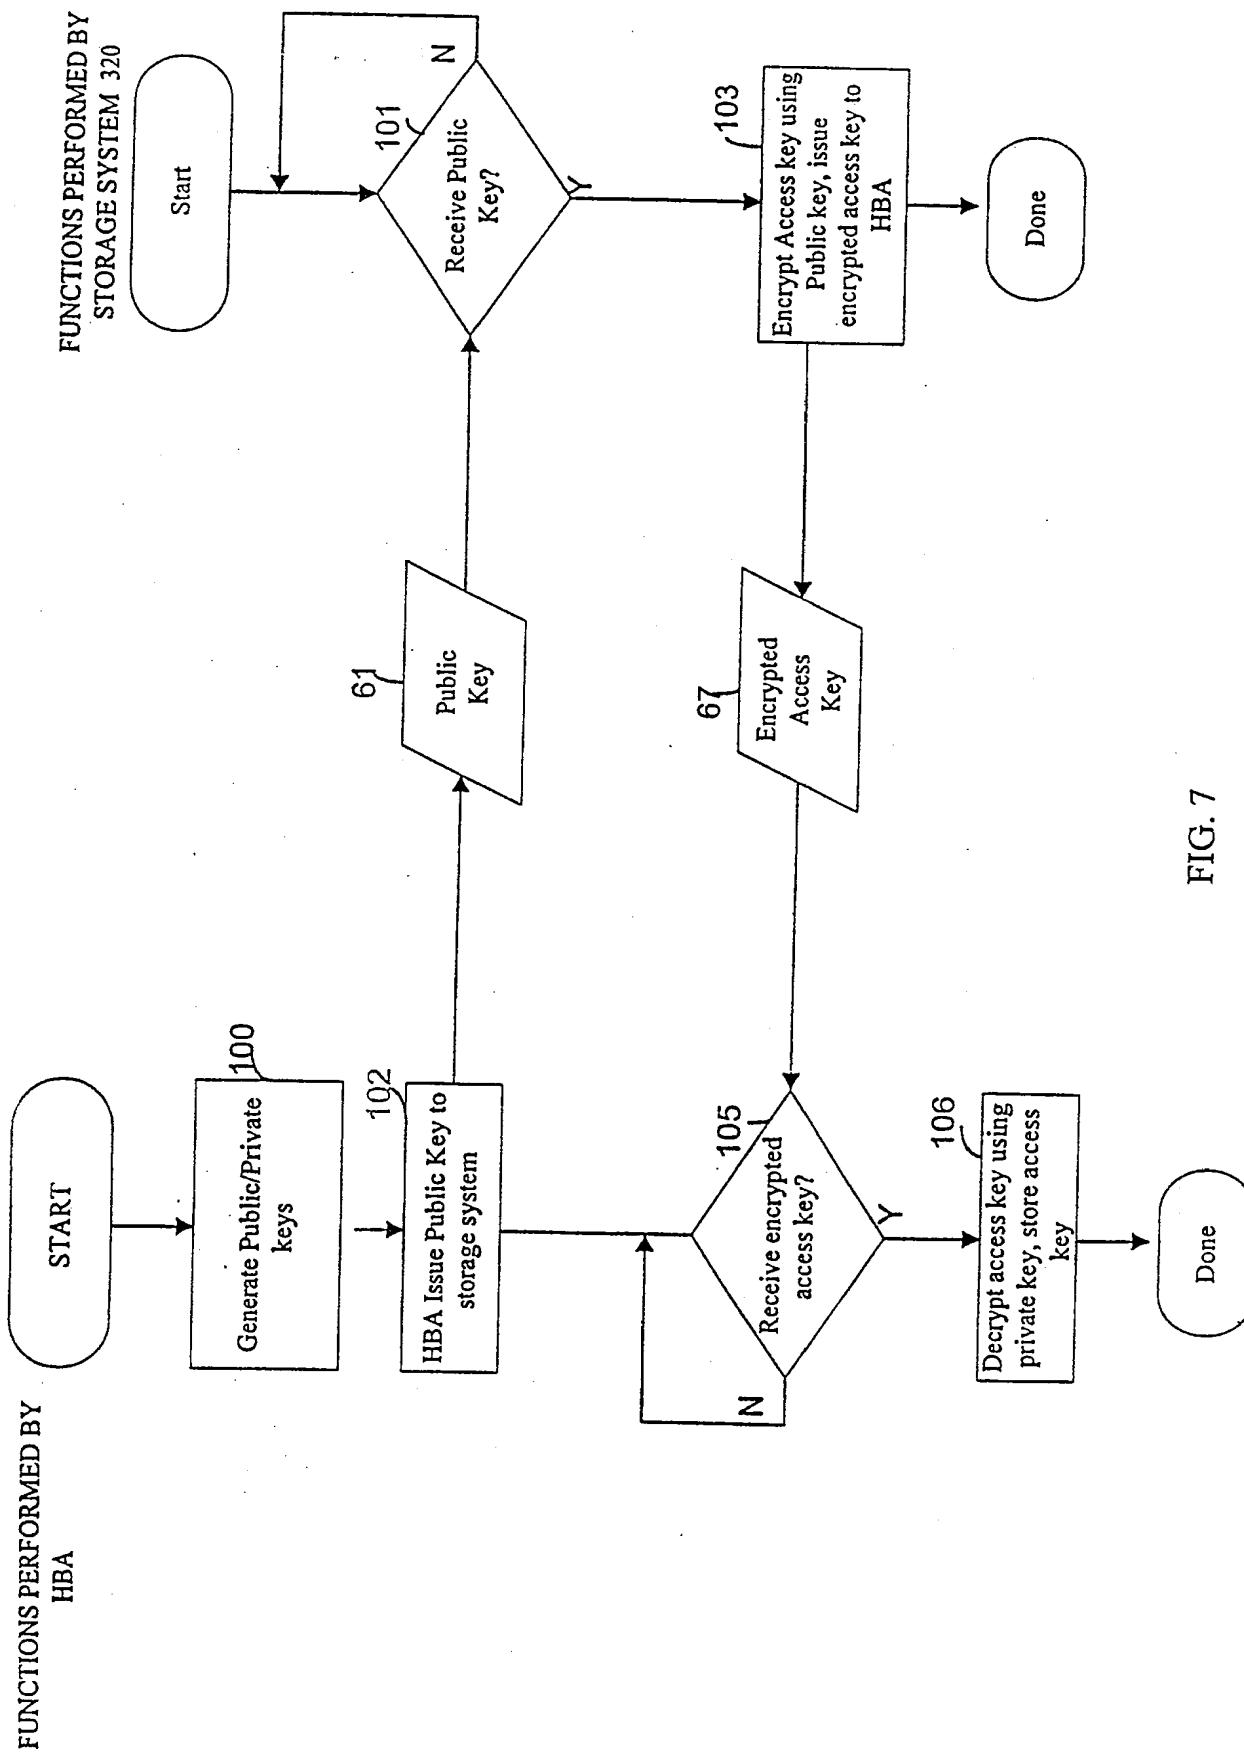 FUNCTIONS PERFORMED BY
HBA
START
100
Generate Public/Private
keys
102
HBA Issue Public Key to
storage system
105
Receive encrypted
access key?
N
Y
106
Decrypt access key using
private key, store access
key
Done
61
Public
Key
67
Encrypted
Access
Key
FUNCTIONS PERFORMED BY
STORAGE SYSTEM 320
Start
101
Receive Public
Key?
N
Y
103
Encrypt Access key using
Public key, issue
encrypted access key to
HBA
Done
FIG. 7